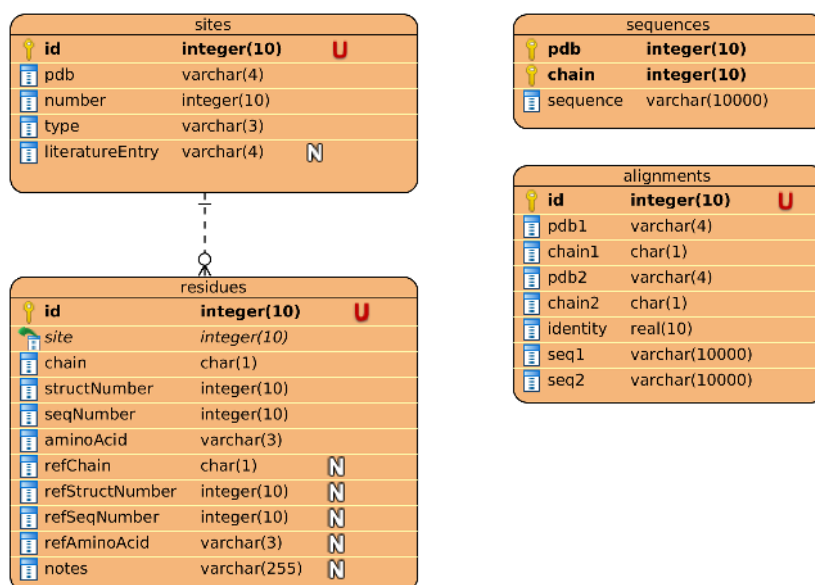 sites
id integer(10) U
pdb varchar(4)
number integer(10)
type varchar(3)
literatureEntry varchar(4) N
residues
id integer(10) U
site integer(10)
chain char(1)
structNumber integer(10)
seqNumber integer(10)
aminoAcid varchar(3)
refChain char(1) N
refStructNumber integer(10) N
refSeqNumber integer(10) N
refAminoAcid varchar(3) N
notes varchar(255) N
sequences
pdb integer(10)
chain integer(10)
sequence varchar(10000)
alignments
id integer(10) U
pdb1 varchar(4)
chain1 char(1)
pdb2 varchar(4)
chain2 char(1)
identity real(10)
seq1 varchar(10000)
seq2 varchar(10000)